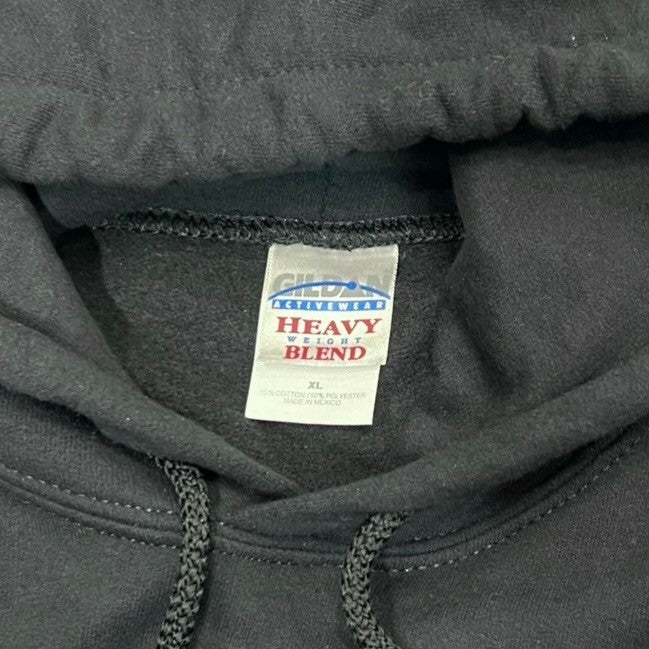 GILDAN
ACTIVEWEAR
HEAVY
WEIGHT
BLEND
XL
50% COTTON / 50% POLYESTER
MADE IN MEXICO